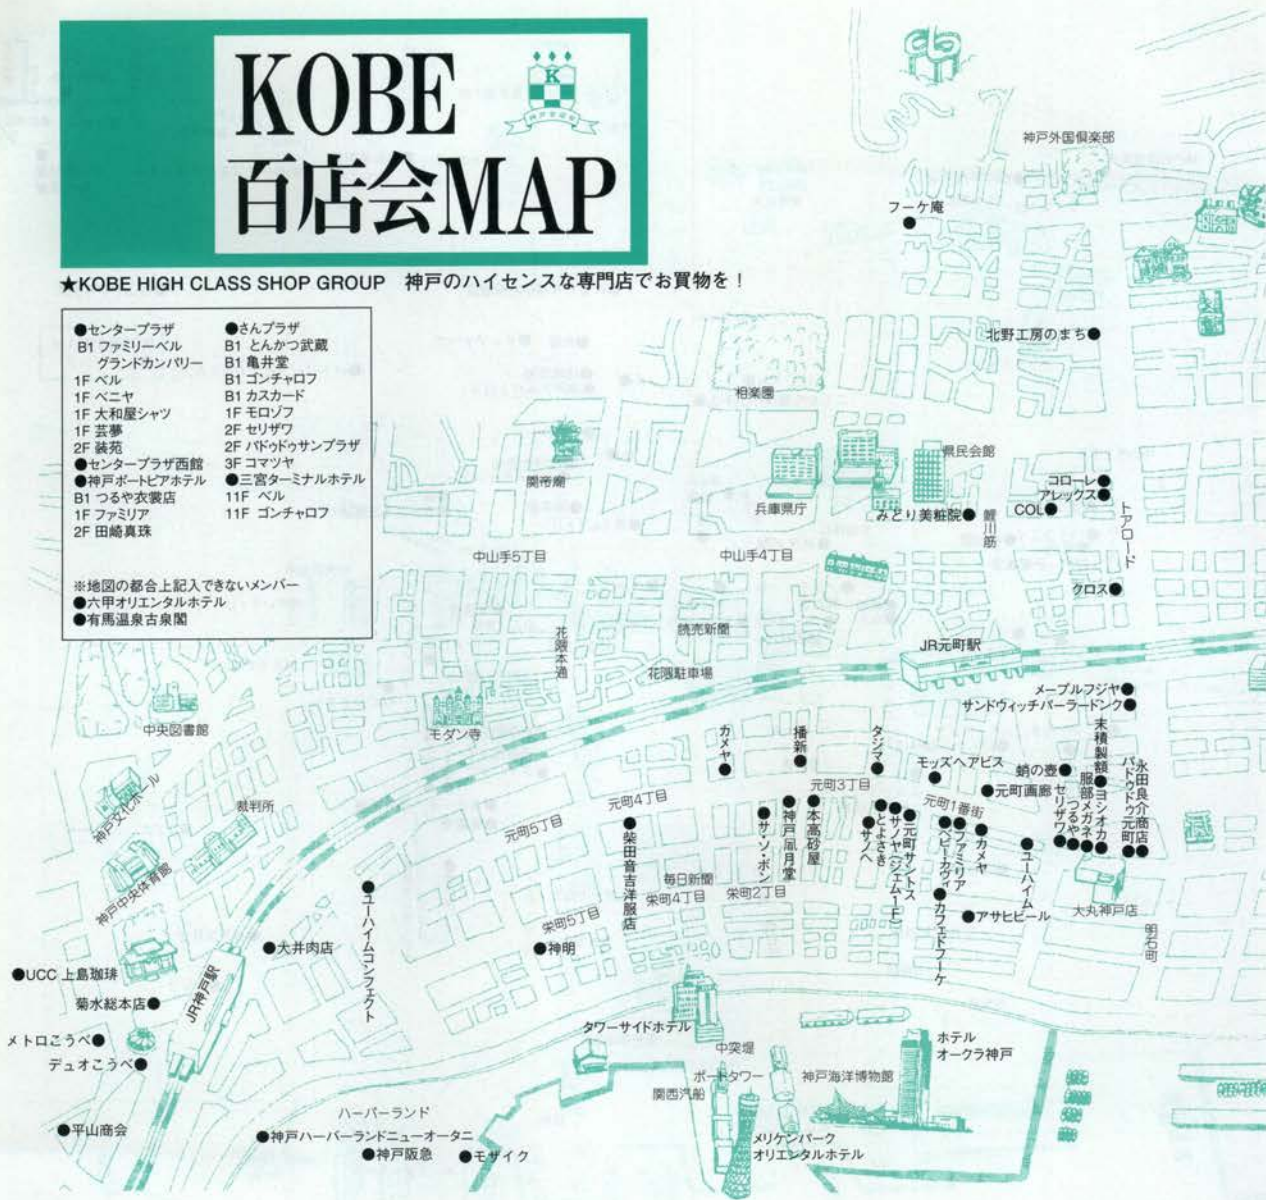 KOBE
百店会MAP
K
★KOBE HIGH CLASS SHOP GROUP 神戸のハイセンスな専門店でお買物を！
●センタープラザ
B1 ファミリーベル
グランドカンパリー
1F ベル
1F ベニヤ
1F 大和屋シャツ
1F 芸夢
2F 装苑
●センタープラザ西館
●神戸ポートピアホテル
B1 つるや衣裳店
1F ファミリア
2F 田崎真珠
●さんプラザ
B1 とんかつ武蔵
B1 亀井堂
B1 ゴンチャロフ
B1 カスカード
1F モロゾフ
2F セリザワ
2F パドゥドゥサンプラザ
3F コマツヤ
●三宮ターミナルホテル
11F ベル
11F ゴンチャロフ
※地図の都合上記入できないメンバー
●六甲オリエンタルホテル
●有馬温泉古泉閣
神戸外国倶楽部
フーケ庵
北野工房のまち●
相楽園
関帝廟
兵庫県庁
県民会館
みどり美粧院●
鯉川筋
コローレ●
アレックス●
COL●
トアロード
クロス●
中山手5丁目
中山手4丁目
花隈本通
読売新聞
花隈駐車場
JR元町駅
メープルフジヤ●
サンドウィッチパーラードンク●
中央図書館
モダン寺
神戸文化ホール
裁判所
神戸中央体育館
カメヤ
播新
タジマ
モッズヘアビス
蛸の壺●
●元町画廊
末積製額
ヨシオカ
服部メガネ
つるや
セリザワ
永田良介商店
パドゥドゥ元町
元町5丁目
元町4丁目
元町3丁目
元町1番街
●柴田音吉洋服店
●サ・ソ・ボン
●神戸凮月堂
●本高砂屋
●サノへ
●とよさき
●サノヤ(ジェム1F)
●元町サントス
●ベビーカヴィ
●ファミリア
●カメヤ
●ユーハイム
●カフェドフーケ
●アサヒビール
大丸神戸店
明石町
毎日新聞
栄町5丁目
栄町4丁目
栄町2丁目
●神明
●ユーハイムコンフェクト
●大井肉店
●UCC 上島珈琲
JR神戸駅
菊水総本店●
メトロこうべ●
デュオこうべ●
●平山商会
タワーサイドホテル
中突堤
ポートタワー
関西汽船
神戸海洋博物館
ホテル
オークラ神戸
メリケンパーク
オリエンタルホテル
ハーバーランド
●神戸ハーバーランドニューオータニ
●神戸阪急
●モザイク